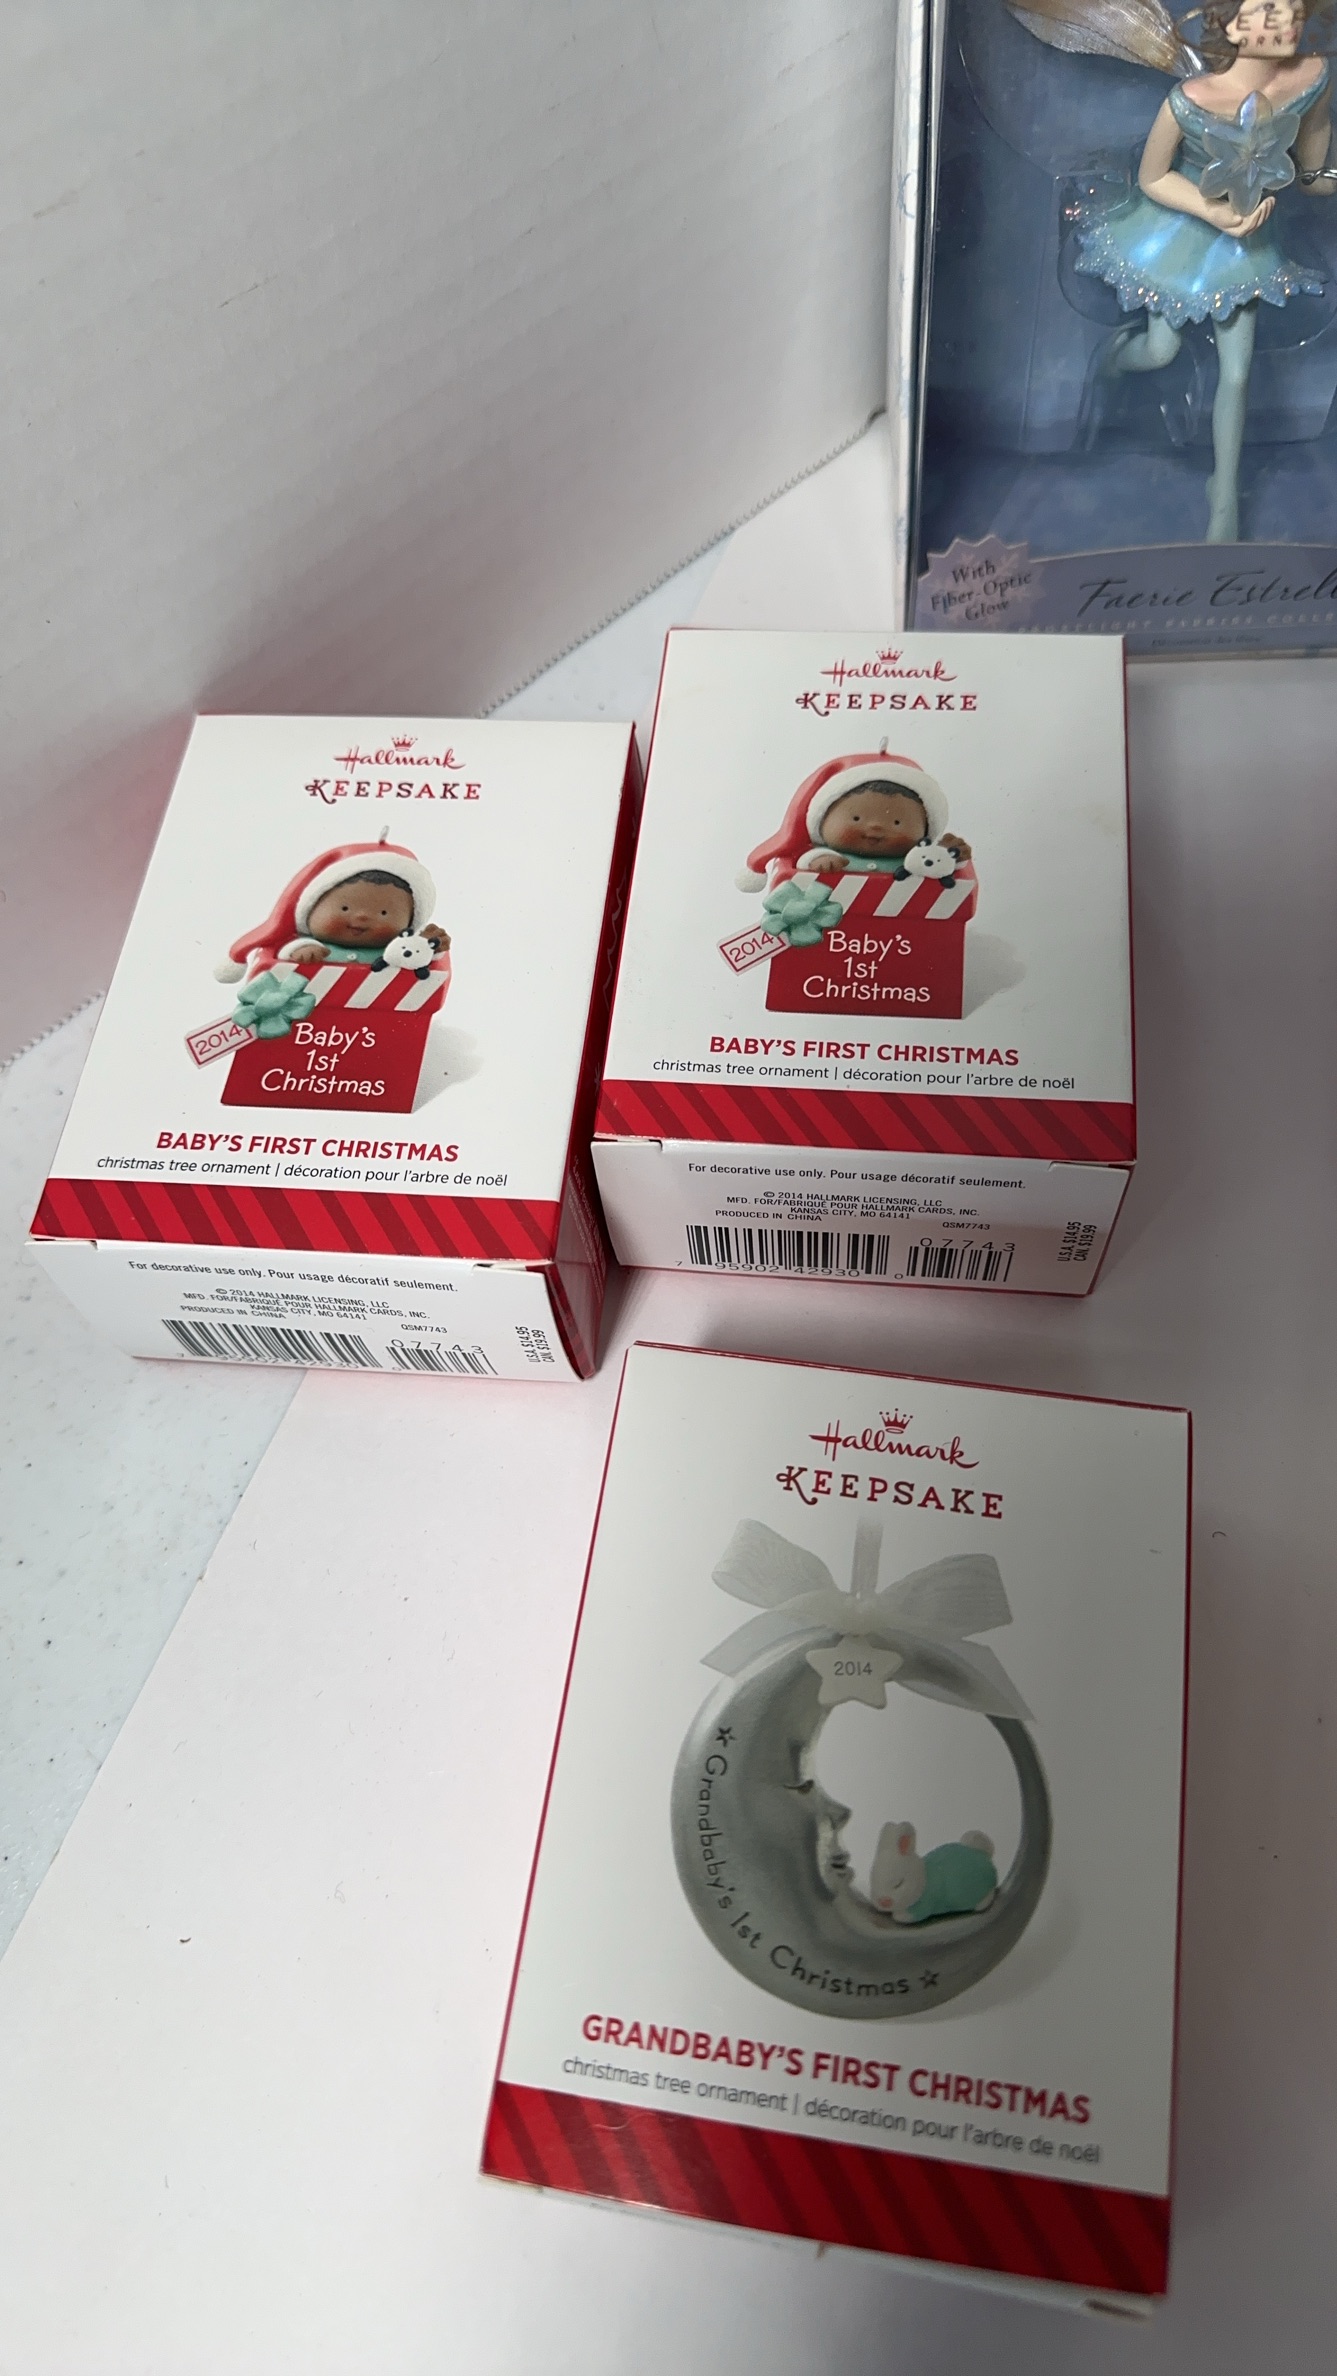 With
Fiber-Optic
Glow
Faerie
Hallmark
KEEPSAKE
2014
Baby's
1st
Christmas
BABY'S FIRST CHRISTMAS
christmas tree ornament | décoration pour l'arbre de noël
For decorative use only. Pour usage décoratif seulement.
© 2014 HALLMARK LICENSING, LLC
MFD. FOR/FABRIQUÉ POUR HALLMARK CARDS, INC.
KANSAS CITY, MO 64141
PRODUCED IN CHINA
QSM7743
07743
U.S.A. $14.95
CAN. $19.99
Hallmark
KEEPSAKE
2014
Baby's
1st
Christmas
BABY'S FIRST CHRISTMAS
christmas tree ornament | décoration pour l'arbre de noël
For decorative use only. Pour usage décoratif seulement.
© 2014 HALLMARK LICENSING, LLC
MFD. FOR/FABRIQUÉ POUR HALLMARK CARDS, INC.
KANSAS CITY, MO 64141
PRODUCED IN CHINA
QSM7743
7 95902 42930 0
07743
U.S.A. $14.95
CAN. $19.99
Hallmark
KEEPSAKE
2014
Grandbaby's 1st Christmas
GRANDBABY'S FIRST CHRISTMAS
christmas tree ornament | décoration pour l'arbre de noël